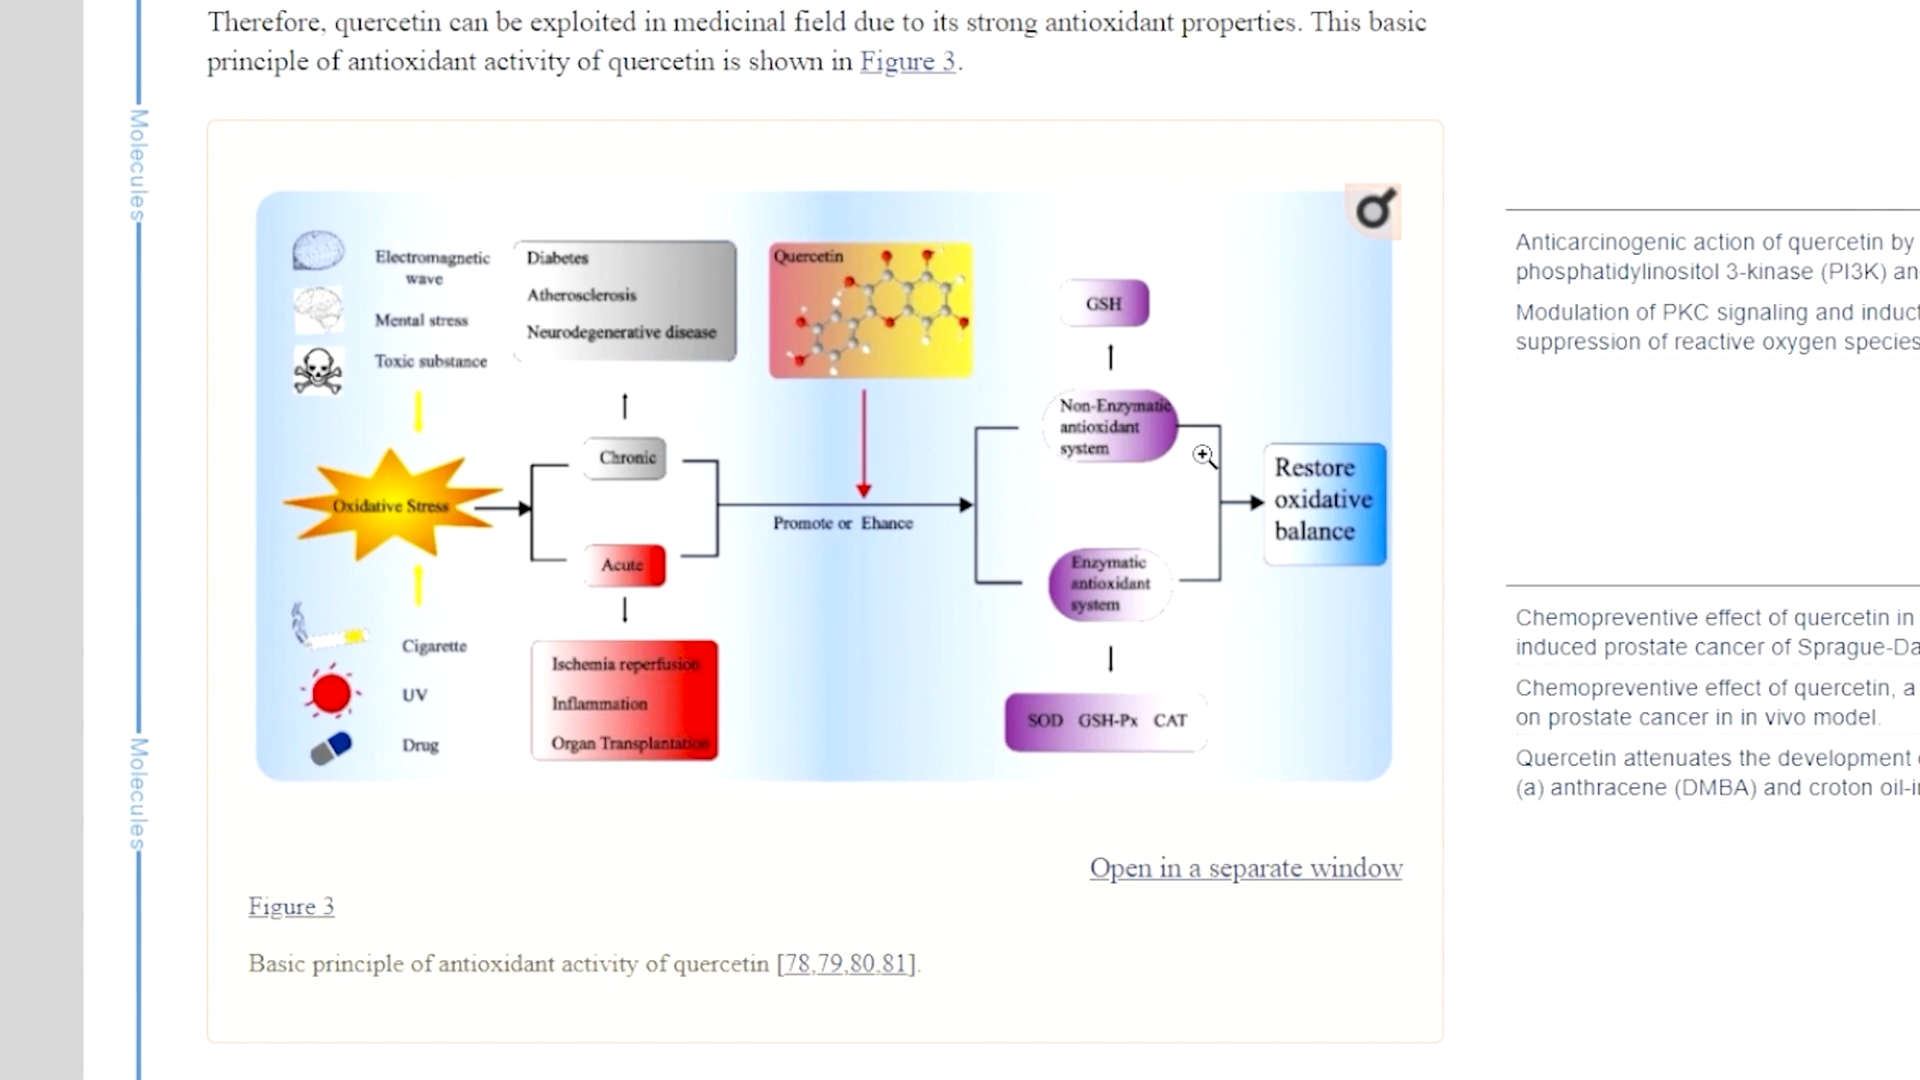 Therefore, quercetin can be exploited in medicinal field due to its strong antioxidant properties. This basic
principle of antioxidant activity of quercetin is shown in Figure 3.
Molecules
Molecules
Electromagnetic
wave
Mental stress
Toxic substance
Oxidative Stress
Cigarette
UV
Drug
Diabetes
Atherosclerosis
Neurodegenerative disease
Chronic
Acute
Ischemia reperfusion
Inflammation
Organ Transplantation
Quercetin
Promote or Ehance
GSH
Non-Enzymatic
antioxidant
system
Enzymatic
antioxidant
system
SOD GSH-Px CAT
Restore
oxidative
balance
Open in a separate window
Figure 3
Basic principle of antioxidant activity of quercetin [78,79,80,81].
Anticarcinogenic action of quercetin by
phosphatidylinositol 3-kinase (PI3K) an
Modulation of PKC signaling and induct
suppression of reactive oxygen species
Chemopreventive effect of quercetin in
induced prostate cancer of Sprague-Da
Chemopreventive effect of quercetin, a
on prostate cancer in in vivo model.
Quercetin attenuates the development
(a) anthracene (DMBA) and croton oil-i